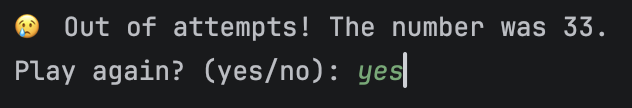 😢 Out of attempts! The number was 33.
Play again? (yes/no): yes